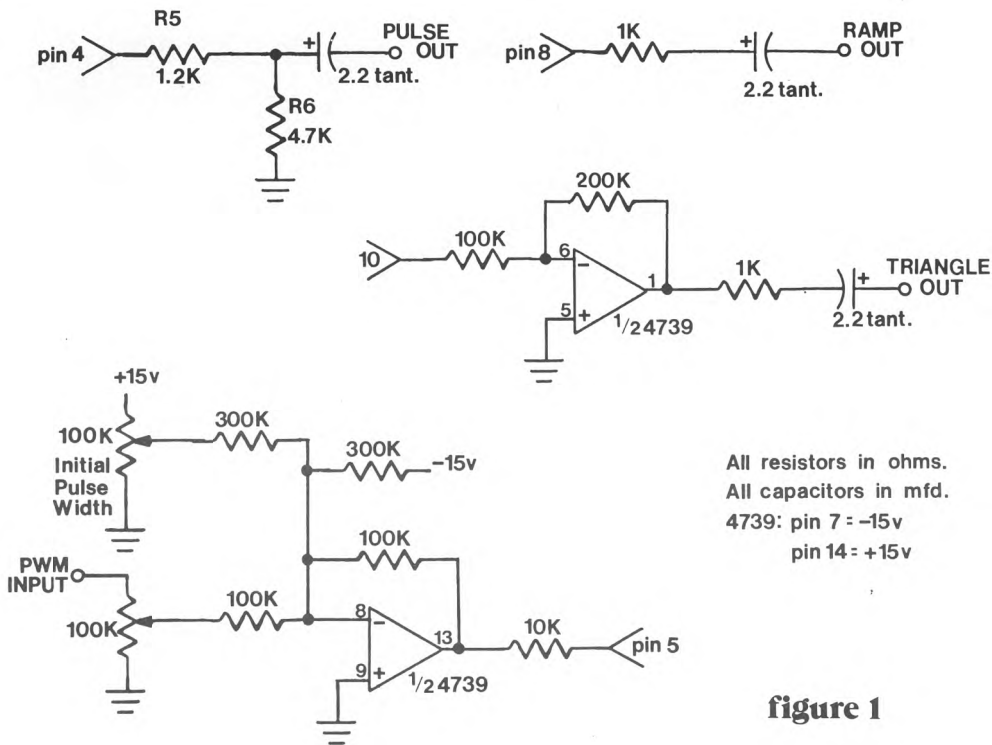 R5
pin 4
1.2K
+
PULSE
OUT
2.2 tant.
R6
4.7K
pin 8
1K
+
RAMP
OUT
2.2 tant.
200K
10
100K
6
−
5
+
1
1/2 4739
1K
+
TRIANGLE
OUT
2.2 tant.
+15v
100K
Initial
Pulse
Width
300K
300K
−15v
100K
PWM
INPUT
100K
100K
8
−
9
+
13
1/2 4739
10K
pin 5
All resistors in ohms.
All capacitors in mfd.
4739: pin 7 = −15v
pin 14 = +15v
figure 1